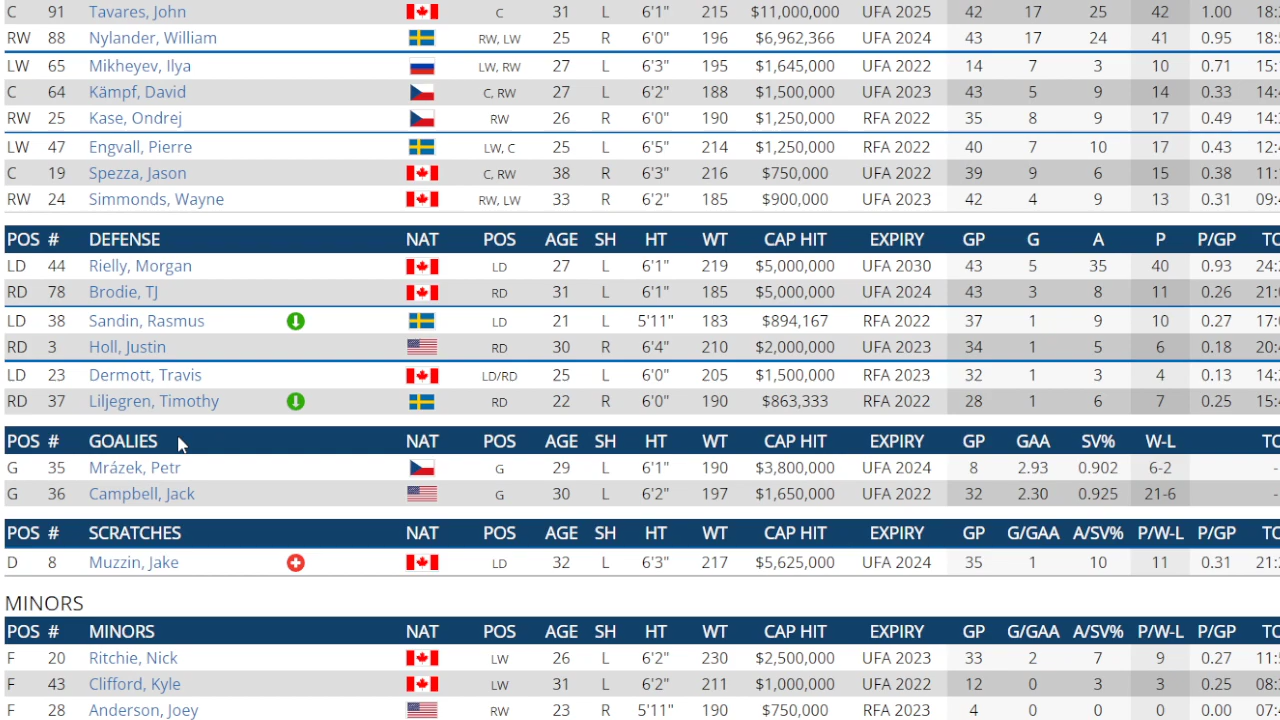 C 91 Tavares, John C 31 L 6'1" 215 $11,000,000 UFA 2025 42 17 25 42 1.00 18:
RW 88 Nylander, William RW, LW 25 R 6'0" 196 $6,962,366 UFA 2024 43 17 24 41 0.95 18:
LW 65 Mikheyev, Ilya LW, RW 27 L 6'3" 195 $1,645,000 UFA 2022 14 7 3 10 0.71 15:
C 64 Kämpf, David C, RW 27 L 6'2" 188 $1,500,000 UFA 2023 43 5 9 14 0.33 14:
RW 25 Kase, Ondrej RW 26 R 6'0" 190 $1,250,000 RFA 2022 35 8 9 17 0.49 14:
LW 47 Engvall, Pierre LW, C 25 L 6'5" 214 $1,250,000 RFA 2022 40 7 10 17 0.43 12:
C 19 Spezza, Jason C, RW 38 R 6'3" 216 $750,000 UFA 2022 39 9 6 15 0.38 11:
RW 24 Simmonds, Wayne RW, LW 33 R 6'2" 185 $900,000 UFA 2023 42 4 9 13 0.31 09:
POS # DEFENSE NAT POS AGE SH HT WT CAP HIT EXPIRY GP G A P P/GP TO
LD 44 Rielly, Morgan LD 27 L 6'1" 219 $5,000,000 UFA 2030 43 5 35 40 0.93 24:
RD 78 Brodie, TJ RD 31 L 6'1" 185 $5,000,000 UFA 2024 43 3 8 11 0.26 21:
LD 38 Sandin, Rasmus LD 21 L 5'11" 183 $894,167 RFA 2022 37 1 9 10 0.27 17:
RD 3 Holl, Justin RD 30 R 6'4" 210 $2,000,000 UFA 2023 34 1 5 6 0.18 20:
LD 23 Dermott, Travis LD/RD 25 L 6'0" 205 $1,500,000 RFA 2023 32 1 3 4 0.13 14:
RD 37 Liljegren, Timothy RD 22 R 6'0" 190 $863,333 RFA 2022 28 1 6 7 0.25 15:
POS # GOALIES NAT POS AGE SH HT WT CAP HIT EXPIRY GP GAA SV% W-L TO
G 35 Mrázek, Petr G 29 L 6'1" 190 $3,800,000 UFA 2024 8 2.93 0.902 6-2 -
G 36 Campbell, Jack G 30 L 6'2" 197 $1,650,000 UFA 2022 32 2.30 0.925 21-6 -
POS # SCRATCHES NAT POS AGE SH HT WT CAP HIT EXPIRY GP G/GAA A/SV% P/W-L P/GP TO
D 8 Muzzin, Jake LD 32 L 6'3" 217 $5,625,000 UFA 2024 35 1 10 11 0.31 21:
MINORS
POS # MINORS NAT POS AGE SH HT WT CAP HIT EXPIRY GP G/GAA A/SV% P/W-L P/GP TO
F 20 Ritchie, Nick LW 26 L 6'2" 230 $2,500,000 UFA 2023 33 2 7 9 0.27 11:
F 43 Clifford, Kyle LW 31 L 6'2" 211 $1,000,000 UFA 2022 12 0 3 3 0.25 08:
F 28 Anderson, Joey RW 23 R 5'11" 190 $750,000 RFA 2023 4 0 0 0 0.00 07: